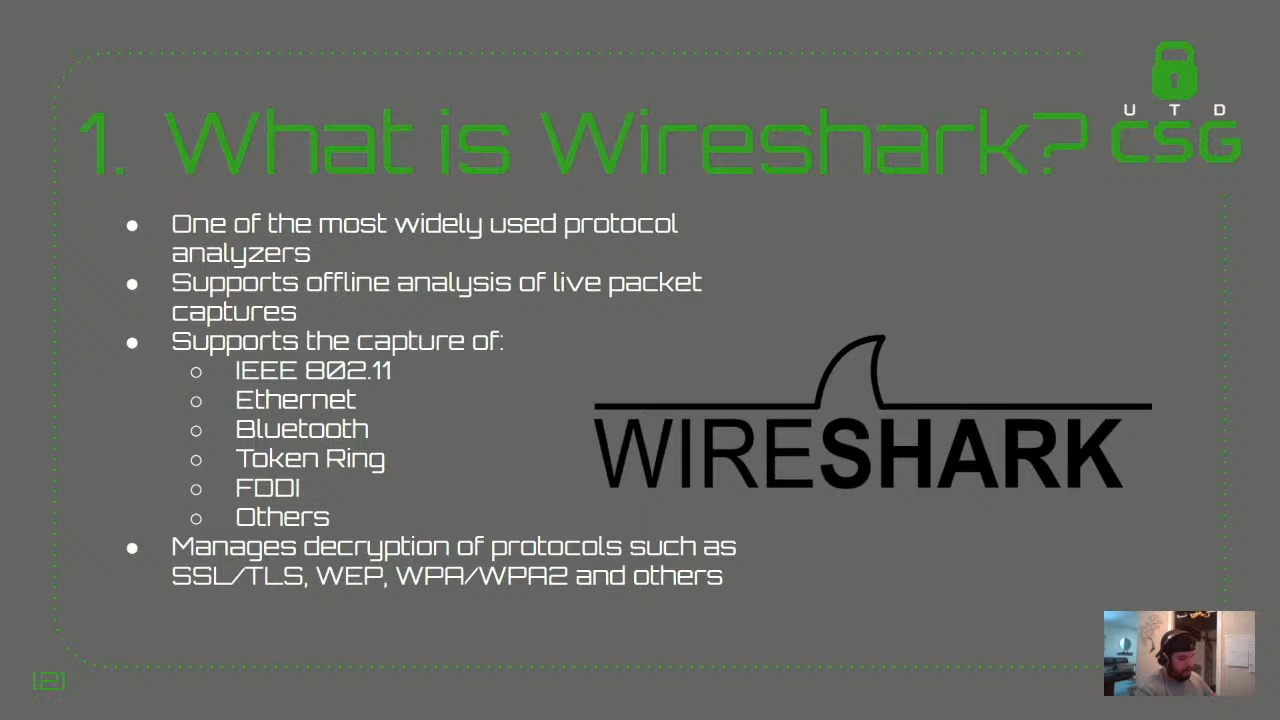 U T D
CSG
1. What is Wireshark?
● One of the most widely used protocol
analyzers
● Supports offline analysis of live packet
captures
● Supports the capture of:
○ IEEE 802.11
○ Ethernet
○ Bluetooth
○ Token Ring
○ FDDI
○ Others
● Manages decryption of protocols such as
SSL/TLS, WEP, WPA/WPA2 and others
WIRESHARK
[2]